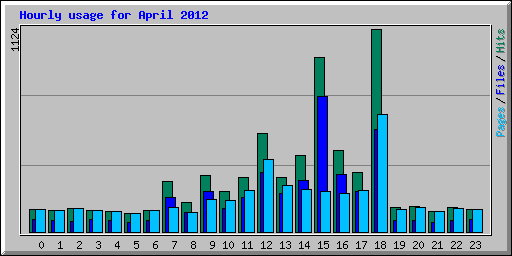 Hourly usage for April 2012
1124
Pages / Files / Hits
0 1 2 3 4 5 6 7 8 9 10 11 12 13 14 15 16 17 18 19 20 21 22 23